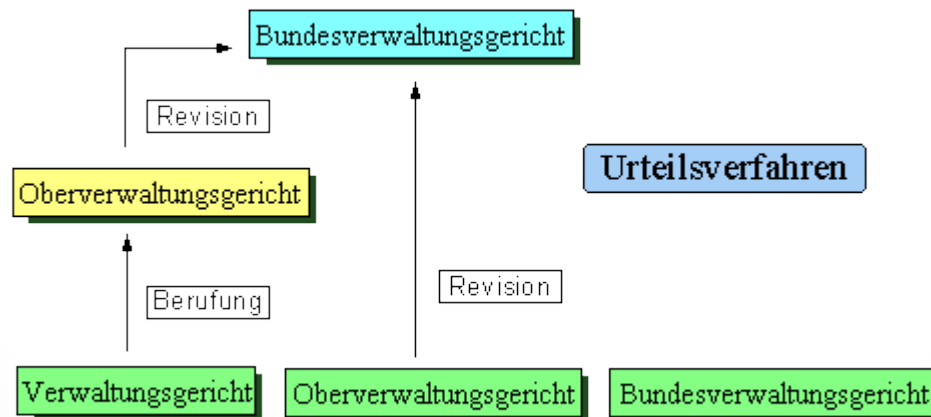 Bundesverwaltungsgericht
Revision
Urteilsverfahren
Oberverwaltungsgericht
Berufung
Revision
Verwaltungsgericht
Oberverwaltungsgericht
Bundesverwaltungsgericht